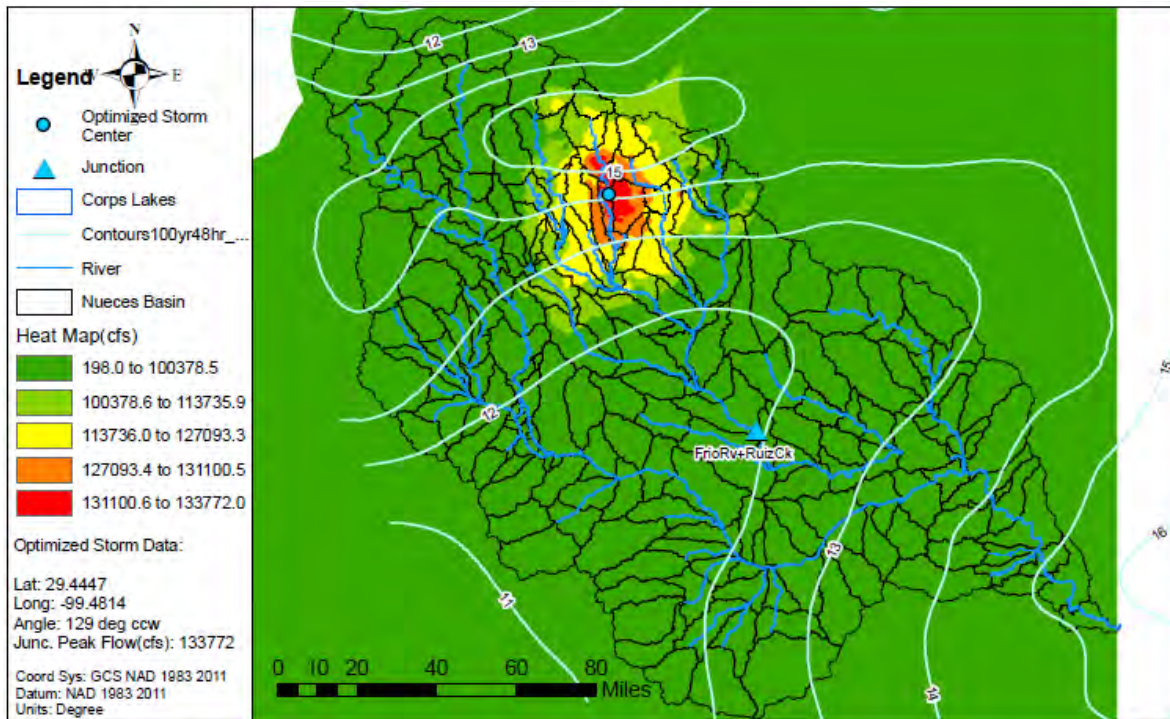 N
W
E
Legend
Optimized Storm
Center
Junction
Corps Lakes
Contours100yr48hr_...
River
Nueces Basin
Heat Map(cfs)
198.0 to 100378.5
100378.6 to 113735.9
113736.0 to 127093.3
127093.4 to 131100.5
131100.6 to 133772.0
Optimized Storm Data:
Lat: 29.4447
Long: -99.4814
Angle: 129 deg ccw
Junc. Peak Flow(cfs): 133772
Coord Sys: GCS NAD 1983 2011
Datum: NAD 1983 2011
Units: Degree
12
13
15
15
12
FrioRv+RuizCk
16
13
11
14
0 10 20 40 60 80
Miles